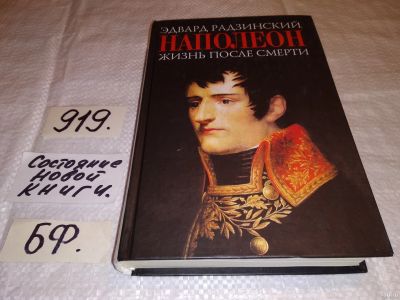 ЭДВАРД РАДЗИНСКИЙ
НАПОЛЕОН
ЖИЗНЬ ПОСЛЕ СМЕРТИ
919.
Состояние
новой
книги.
БФ.